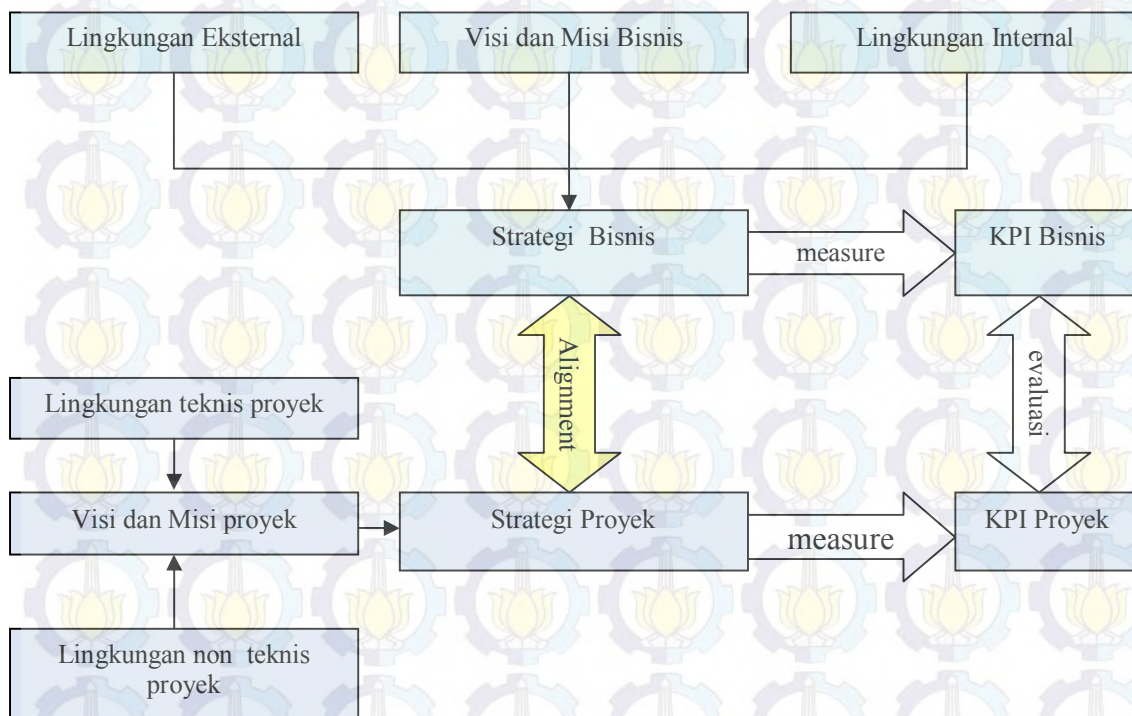 Lingkungan Eksternal
Visi dan Misi Bisnis
Lingkungan Internal
Strategi Bisnis
measure
KPI Bisnis
Alignment
evaluasi
Lingkungan teknis proyek
Visi dan Misi proyek
Strategi Proyek
measure
KPI Proyek
Lingkungan non teknis
proyek